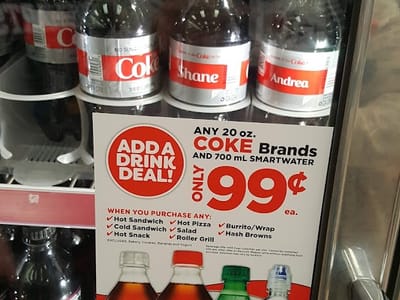 Co
Coke
Shane
Andrea
ADD A
DRINK
DEAL!
ANY 20 oz.
COKE Brands
AND 700 mL SMARTWATER
ONLY 99¢
ea.
WHEN YOU PURCHASE ANY:
✓ Hot Sandwich ✓ Hot Pizza ✓ Burrito/Wrap
✓ Cold Sandwich ✓ Salad ✓ Hash Browns
✓ Hot Snack ✓ Roller Grill